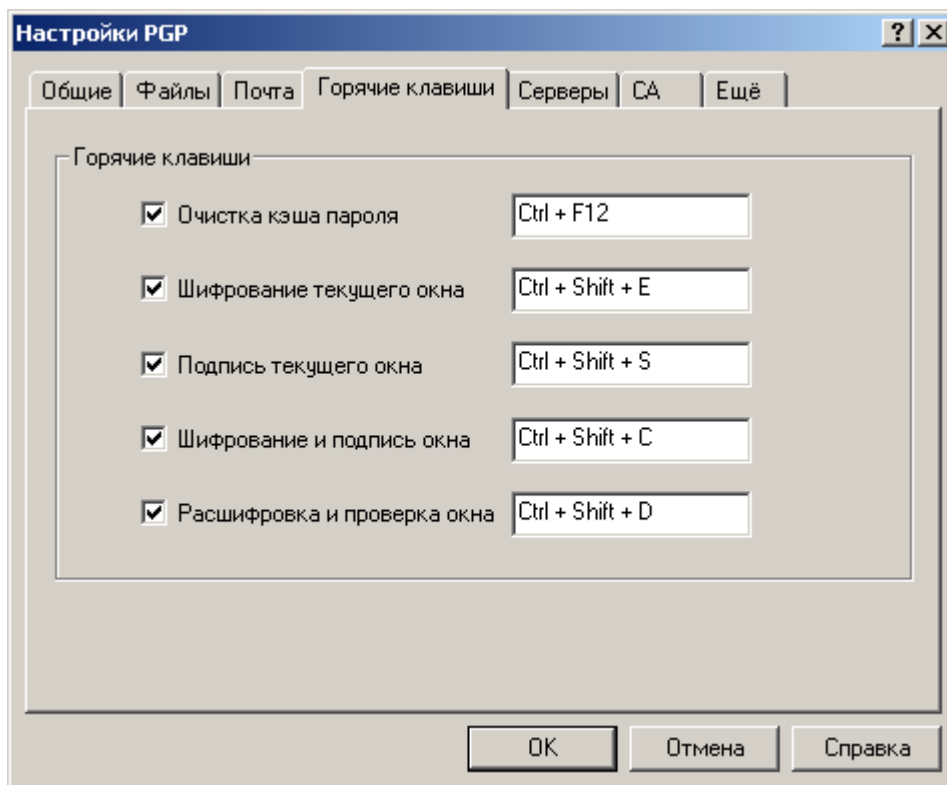 Настройки PGP
Общие Файлы Почта Горячие клавиши Серверы CA Ещё
Горячие клавиши
Очистка кэша пароля Ctrl + F12
Шифрование текущего окна Ctrl + Shift + E
Подпись текущего окна Ctrl + Shift + S
Шифрование и подпись окна Ctrl + Shift + C
Расшифровка и проверка окна Ctrl + Shift + D
OK Отмена Справка